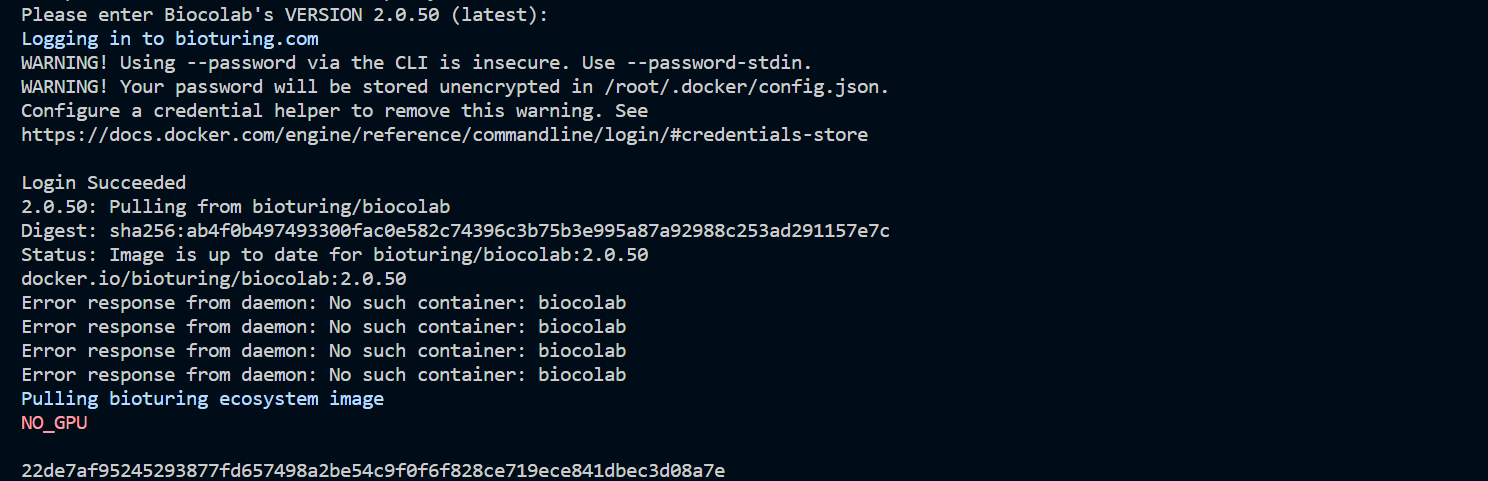 Please enter Biocolab's VERSION 2.0.50 (latest):
Logging in to bioturing.com
WARNING! Using --password via the CLI is insecure. Use --password-stdin.
WARNING! Your password will be stored unencrypted in /root/.docker/config.json.
Configure a credential helper to remove this warning. See
https://docs.docker.com/engine/reference/commandline/login/#credentials-store
Login Succeeded
2.0.50: Pulling from bioturing/biocolab
Digest: sha256:ab4f0b497493300fac0e582c74396c3b75b3e995a87a92988c253ad291157e7c
Status: Image is up to date for bioturing/biocolab:2.0.50
docker.io/bioturing/biocolab:2.0.50
Error response from daemon: No such container: biocolab
Error response from daemon: No such container: biocolab
Error response from daemon: No such container: biocolab
Error response from daemon: No such container: biocolab
Pulling bioturing ecosystem image
NO_GPU
22de7af95245293877fd657498a2be54c9f0f6f828ce719ece841dbec3d08a7e